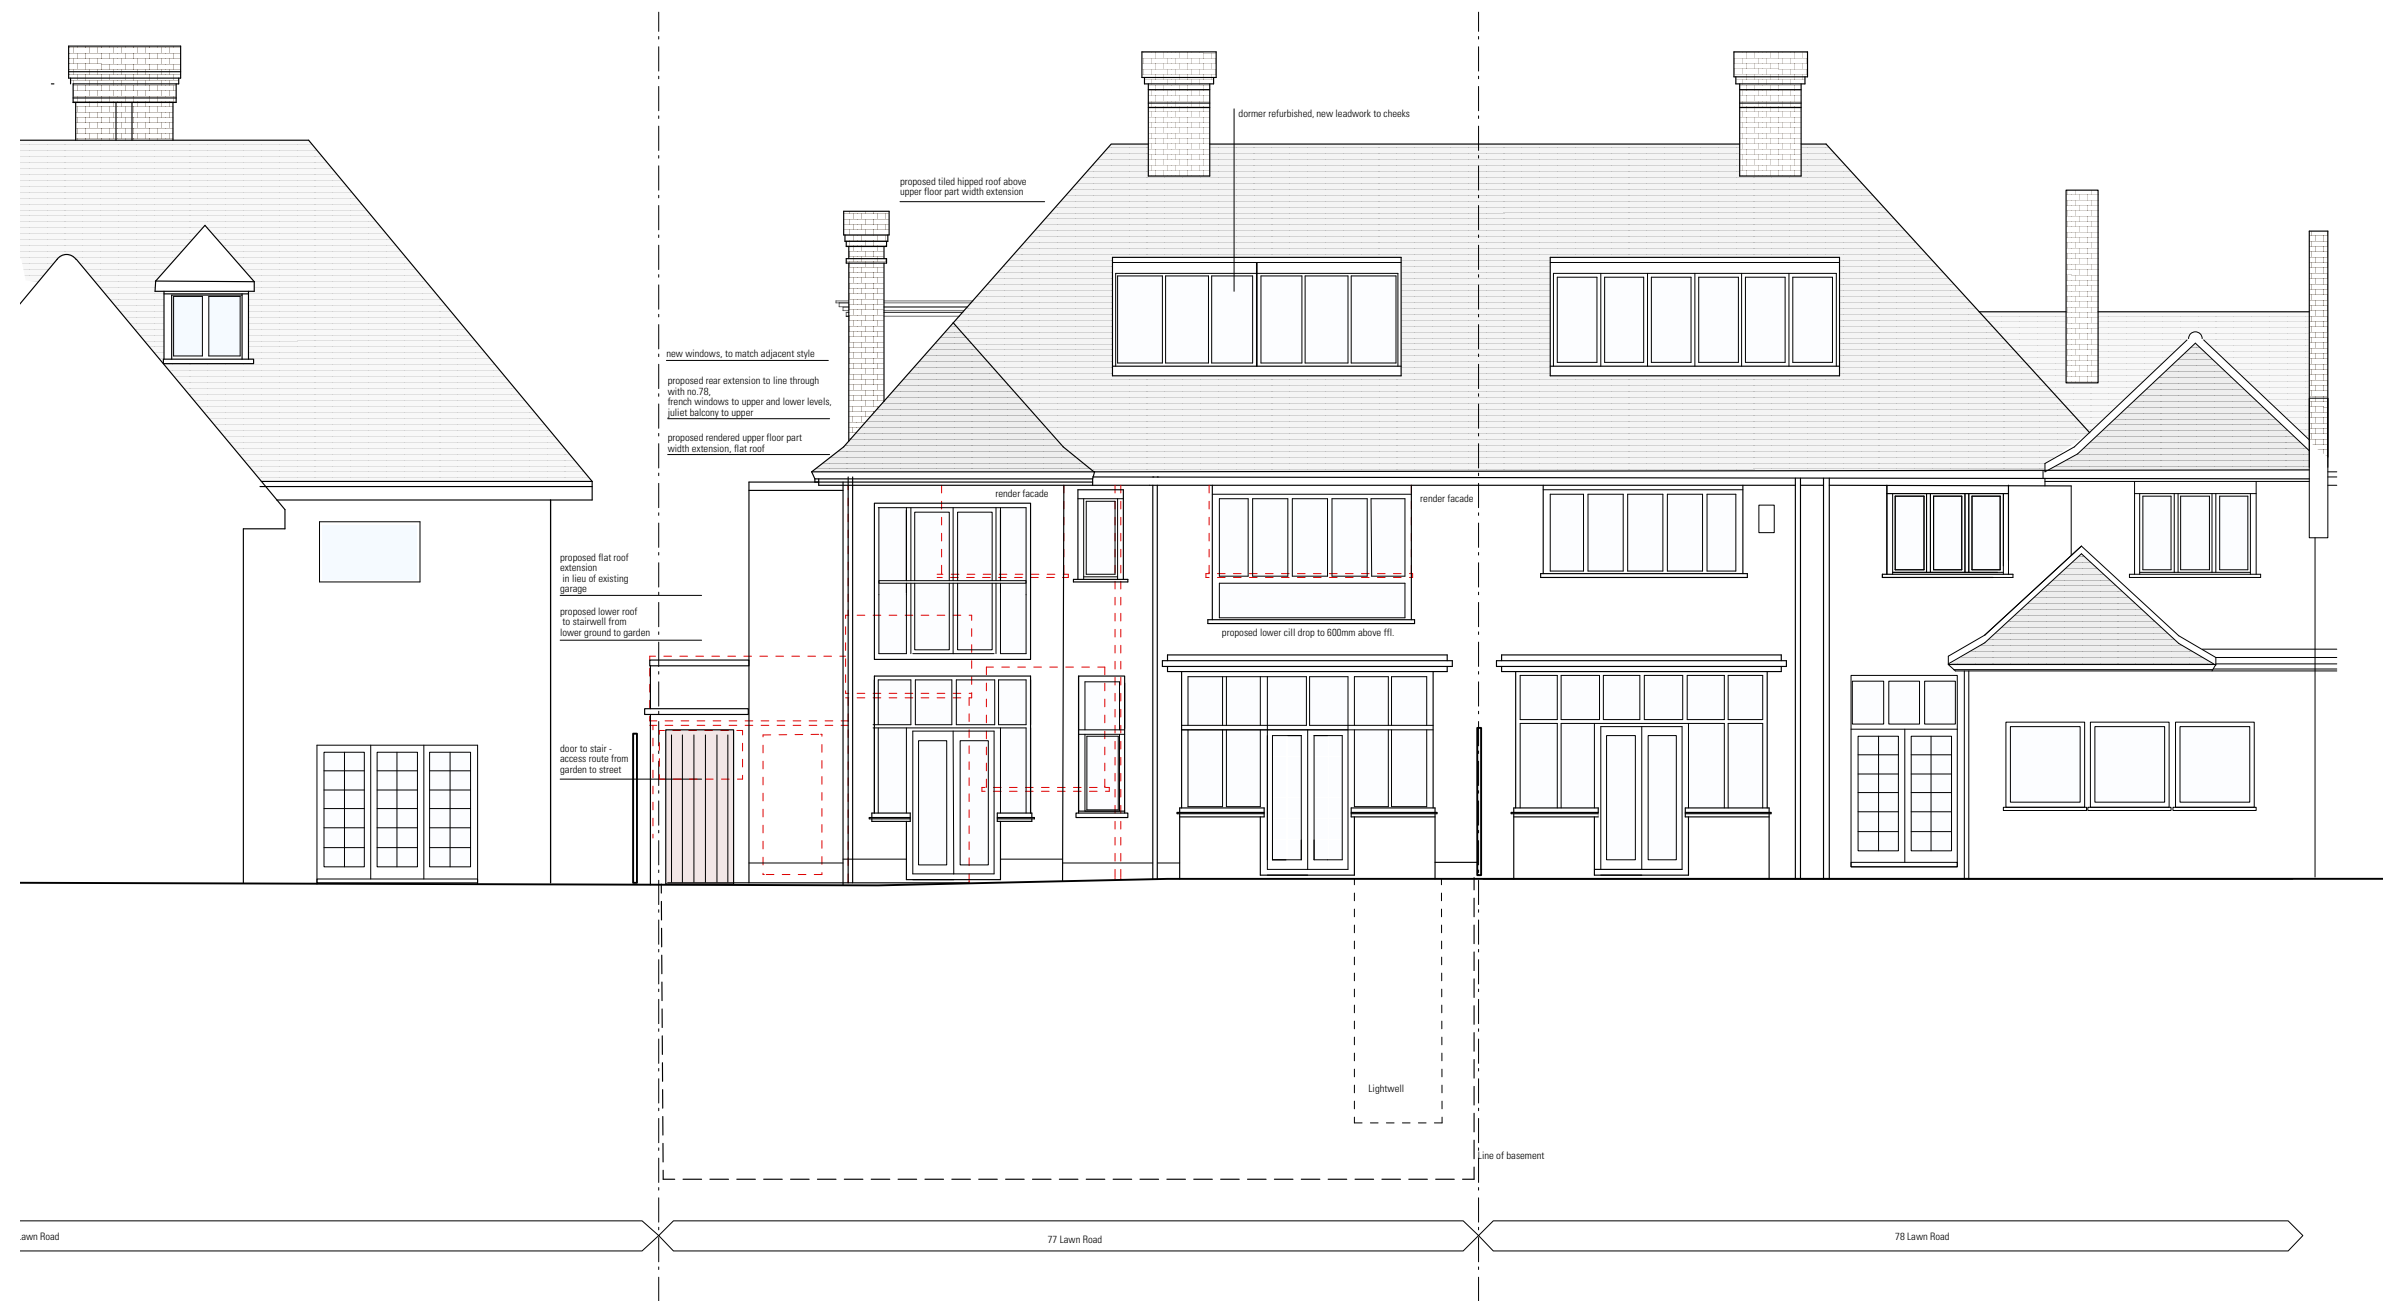 dormer refurbished, new leadwork to cheeks
proposed tiled hipped roof above
upper floor part width extension
new windows, to match adjacent style
proposed rear extension to line through
with no.78,
french windows to upper and lower levels,
juliet balcony to upper
proposed rendered upper floor part
width extension, flat roof
render facade
render facade
proposed flat roof
extension
in lieu of existing
garage
proposed lower roof
to stairwell from
lower ground to garden
proposed lower cill drop to 600mm above ffl.
door to stair -
access route from
garden to street
Lightwell
Line of basement
awn Road
77 Lawn Road
78 Lawn Road